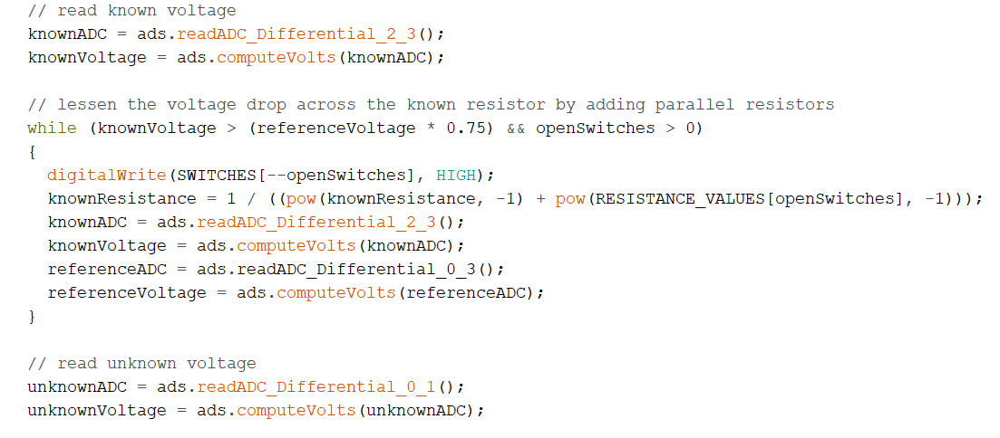 // read known voltage
knownADC = ads.readADC_Differential_2_3();
knownVoltage = ads.computeVolts(knownADC);
// lessen the voltage drop across the known resistor by adding parallel resistors
while (knownVoltage > (referenceVoltage * 0.75) && openSwitches > 0)
{
digitalWrite(SWITCHES[--openSwitches], HIGH);
knownResistance = 1 / ((pow(knownResistance, -1) + pow(RESISTANCE_VALUES[openSwitches], -1)));
knownADC = ads.readADC_Differential_2_3();
knownVoltage = ads.computeVolts(knownADC);
referenceADC = ads.readADC_Differential_0_3();
referenceVoltage = ads.computeVolts(referenceADC);
}
// read unknown voltage
unknownADC = ads.readADC_Differential_0_1();
unknownVoltage = ads.computeVolts(unknownADC);